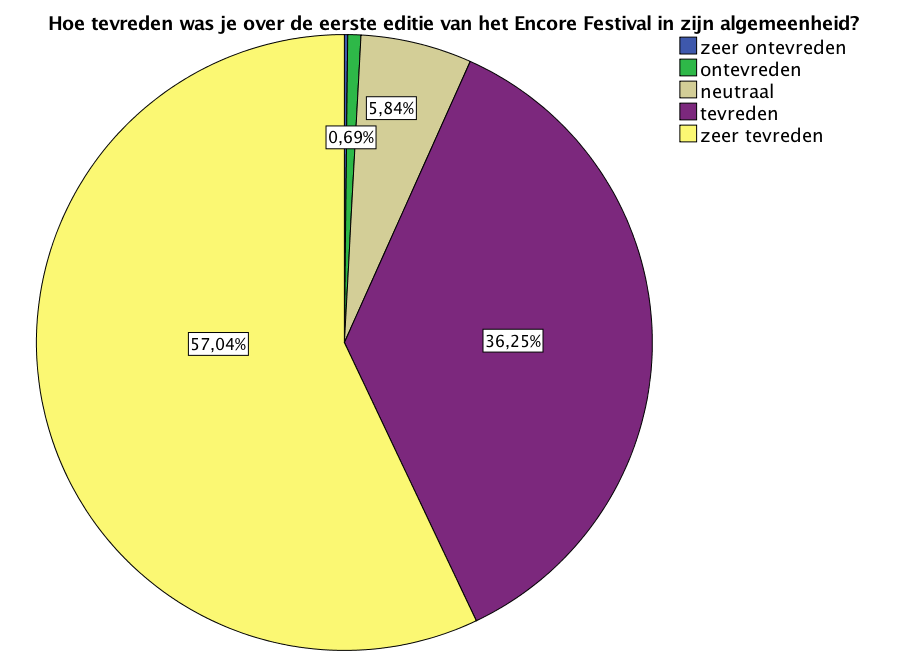 Hoe tevreden was je over de eerste editie van het Encore Festival in zijn algemeenheid?
zeer ontevreden
ontevreden
neutraal
tevreden
zeer tevreden
5,84%
0,69%
57,04%
36,25%